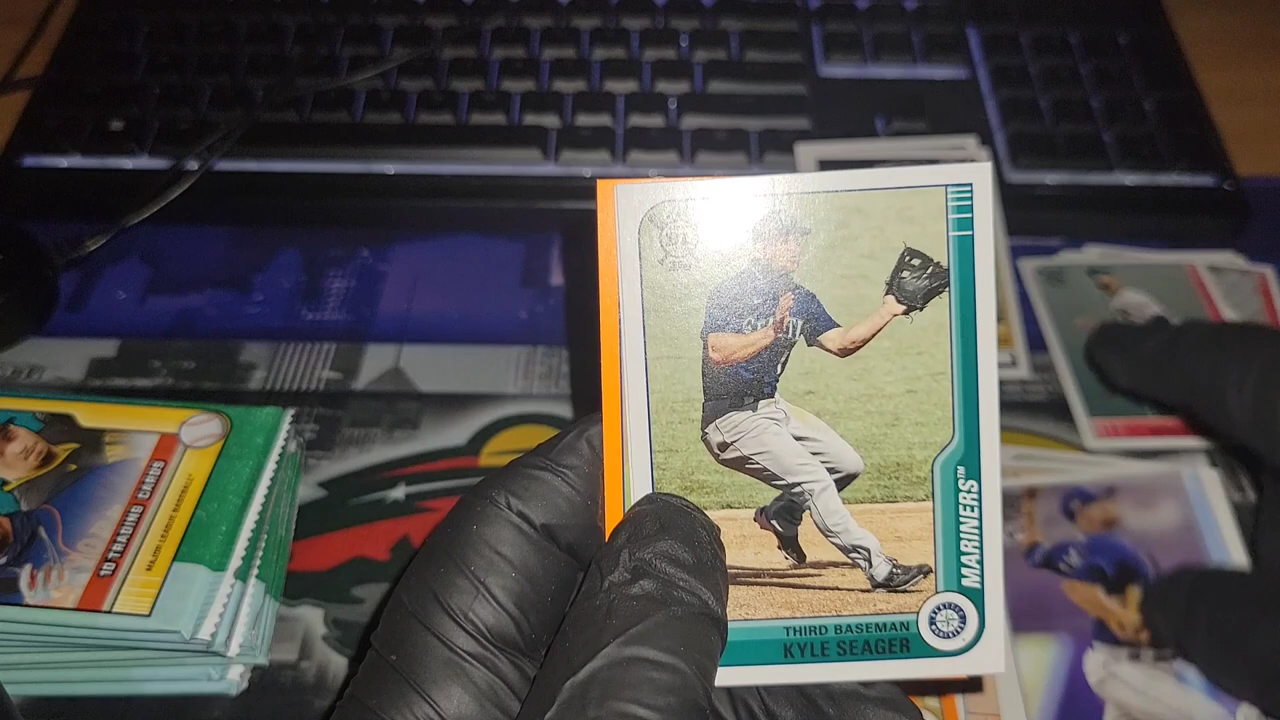 10 TRADING CARDS
MAJOR LEAGUE BASEBALL
MARINERS™
THIRD BASEMAN
KYLE SEAGER